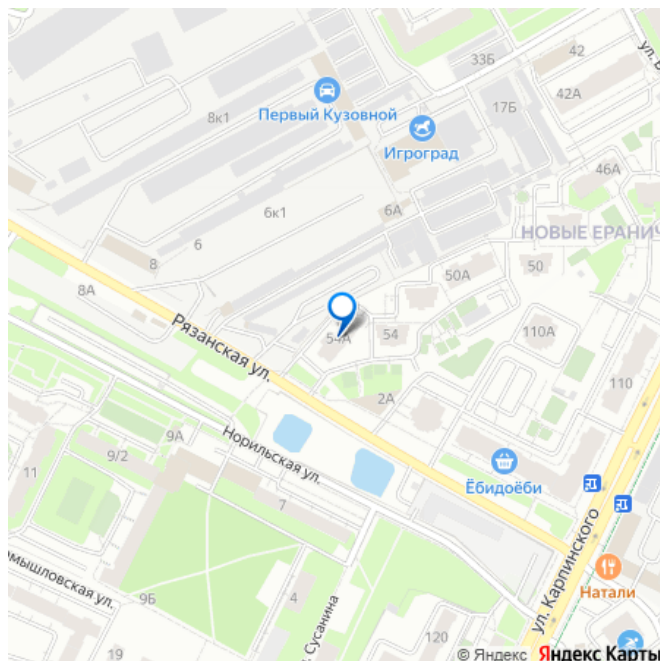 42
33Б
42А
Первый Кузовной
17Б
8к1
Игроград
46А
6к1
6А
6
НОВЫЕ ЕРАНИЧ
8
50А
50
8А
54А
54
110А
Рязанская ул.
110
2А
9А
Норильская ул.
9/2
11
Ёбидоёби
7
ул. Карпинского
мышловская ул.
9Б
4
Натали
. Сусанина
19
120
© Яндекс Яндекс Карты